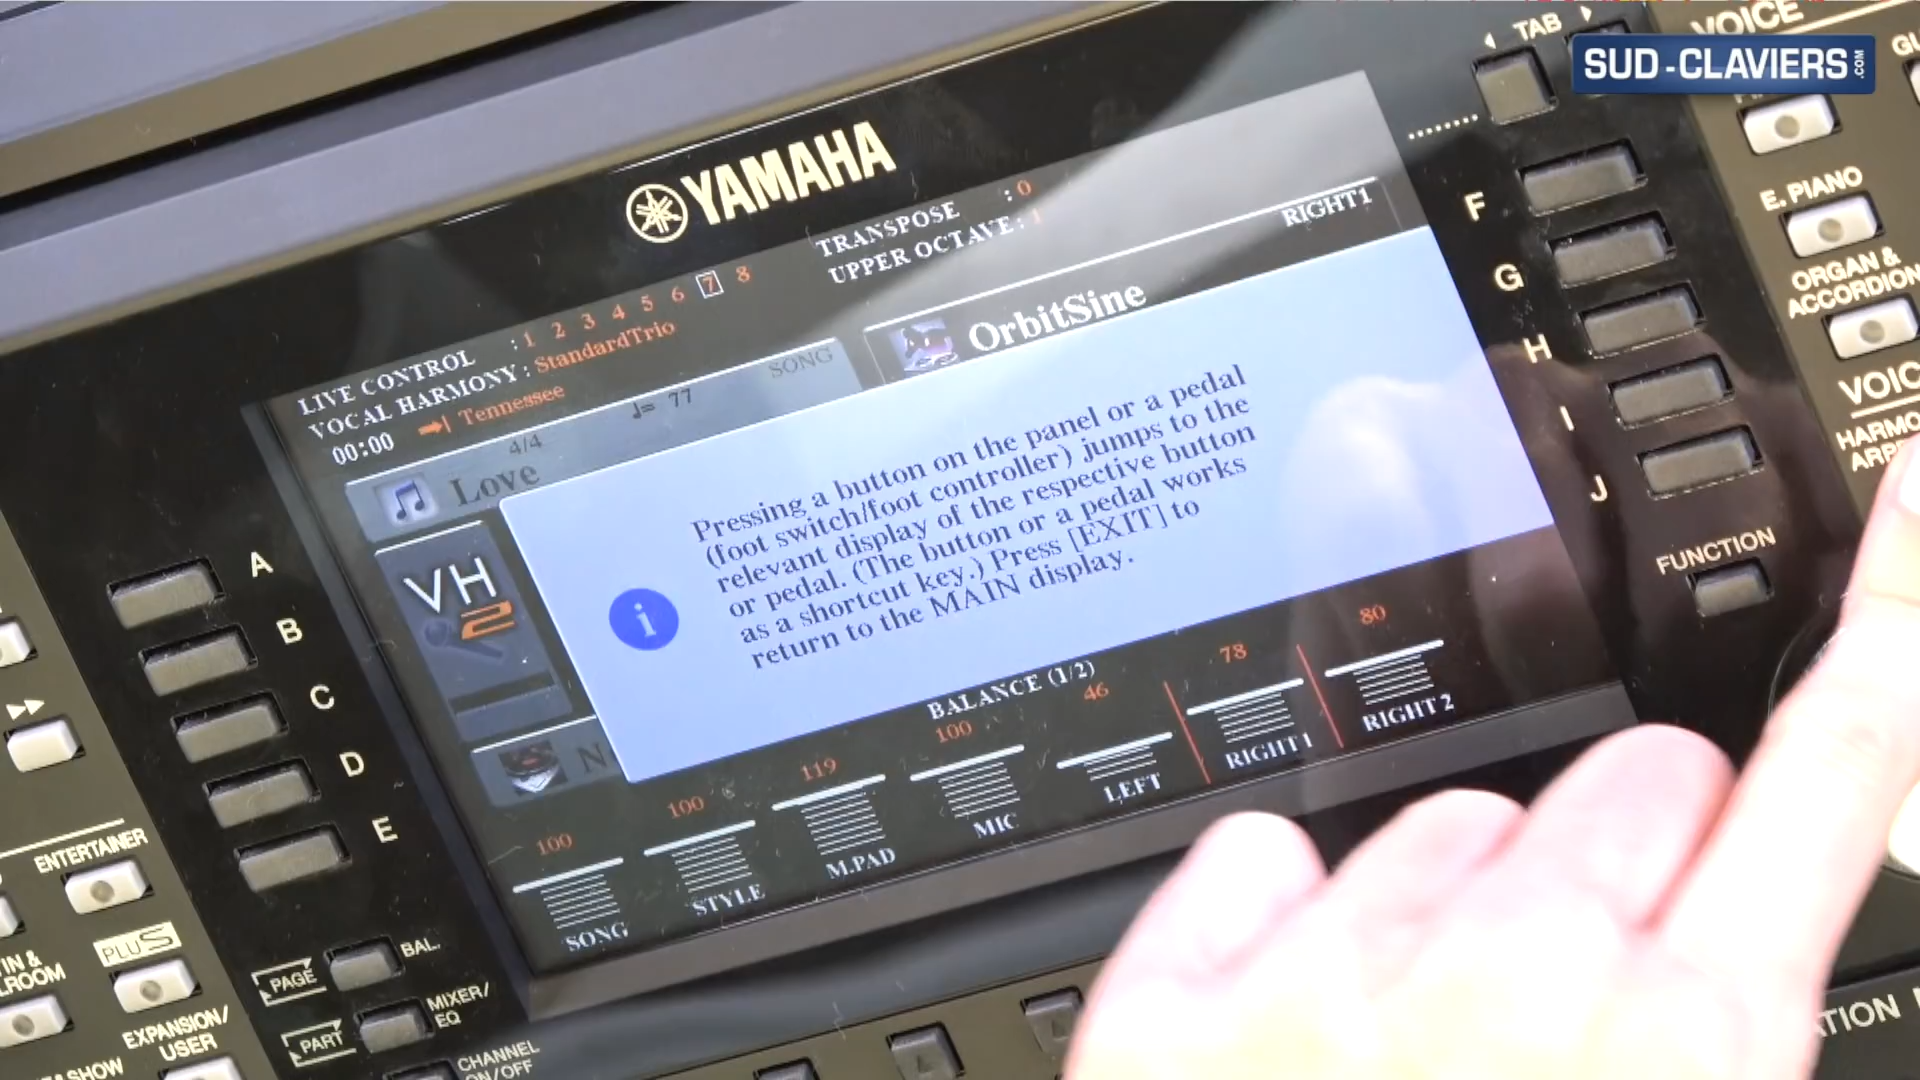 SUD-CLAVIERS.COM
TAB
VOICE
YAMAHA
TRANSPOSE : 0
UPPER OCTAVE : 1
RIGHT1
LIVE CONTROL : 1 2 3 4 5 6 7 8
VOCAL HARMONY : StandardTrio
00:00 Tennessee
SONG
OrbitSine
4/4 ♩= 77
Love
VH
2
Pressing a button on the panel or a pedal
(foot switch/foot controller) jumps to the
relevant display of the respective button
or pedal. (The button or a pedal works
as a shortcut key.) Press [EXIT] to
return to the MAIN display.
i
N
BALANCE (1/2)
100 100 119 100 46 78 80
SONG STYLE M.PAD MIC LEFT RIGHT1 RIGHT2
A
B
C
D
E
F
G
H
I
J
FUNCTION
E. PIANO
ORGAN &
ACCORDION
ENTERTAINER
PLUS
EXPANSION/
USER
SHOW
IN &
PAGE
BAL.
PART
MIXER/
EQ
CHANNEL
ON/OFF